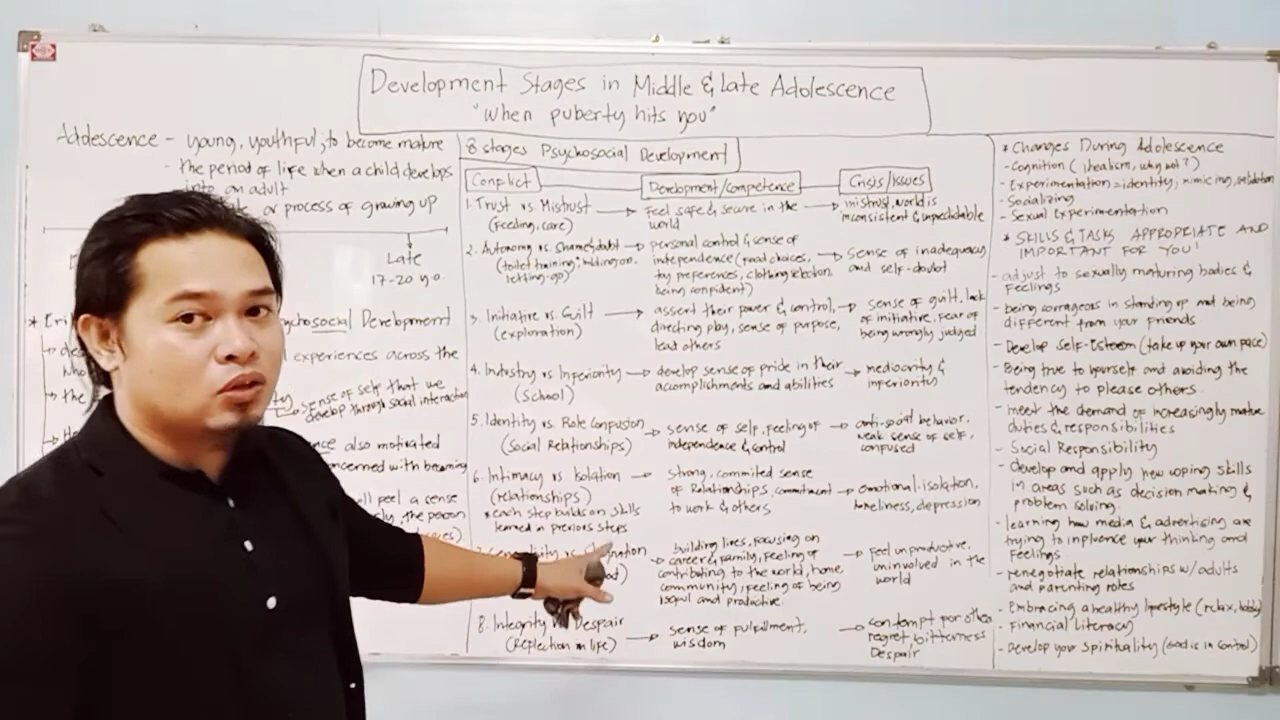 Development Stages in Middle & Late Adolescence
"When puberty hits you"
Adolescence - young, youthful, to become mature
- the period of life when a child develops
into an adult
or process of growing up
Late
17-20 y.o.
* Eri
ychosocial Development
experiences across the
sense of self that we
develop through social interaction
also motivated
becoming
feel a sense
the person
8 stages Psychosocial Development
Conflict
Development/competence
Crisis/Issues
1. Trust vs Mistrust
(Feeding, care)
Feel safe & secure in the
world
mistrust, world is
inconsistent & unpredictable
2. Autonomy vs Shame & doubt
(toilet training, holding on,
letting-go)
personal control & sense of
independence (food choices,
toy preferences, clothing selection
being confident)
Sense of inadequacy
and self-doubt
3. Initiative vs. Guilt
(exploration)
assert their power & control,
directing play, sense of purpose,
lead others
sense of guilt, lack
of initiative, fear of
being wrongly judged
4. Industry vs Inferiority
(School)
develop sense of pride in their
accomplishments and abilities
mediocrity &
inferiority
5. Identity vs. Role Confusion
(Social Relationships)
sense of self, feeling of
independence & control
anti-social behavior,
weak sense of self,
confused
6. Intimacy vs Isolation
(relationships)
* each step builds on skills
learned in previous steps
Strong, commited sense
of Relationships, commitment
to work & others
emotional-isolation,
loneliness, depression
vs
building lives, focusing on
career & family, feeling of
contributing to the world, home,
community, feeling of being
useful and productive.
Feel unproductive,
uninvolved in the
world
8. Integrity vs Despair
(Reflection on life)
sense of fulfillment,
wisdom
contempt for other
regret, bitterness
Despair
* Changes During Adolescence
- Cognition (idealism, why not?)
- Experimentation = identity, mimicing, validation
- Socializing
- Sexual Experimentation
* SKILLS & TASKS APPROPRIATE AND
IMPORTANT FOR YOU!
- adjust to sexually maturing bodies &
Feelings
- being courageous in standing up and being
different from your friends
- Develop self-Esteem (take up your own pace)
- Being true to yourself and avoiding the
tendency to please others.
- meet the demand of increasingly mature
duties & responsibilities
- Social Responsibility
- develop and apply new coping skills
in areas such as decision making &
problem solving.
- learning how media & advertising are
trying to influence your thinking and
Feelings.
- renegotiate relationships w/ adults
and parenting roles
- Embracing a healthy lifestyle (relax, hobby)
- Financial Literacy
- Develop your Spirituality (God is in Control)